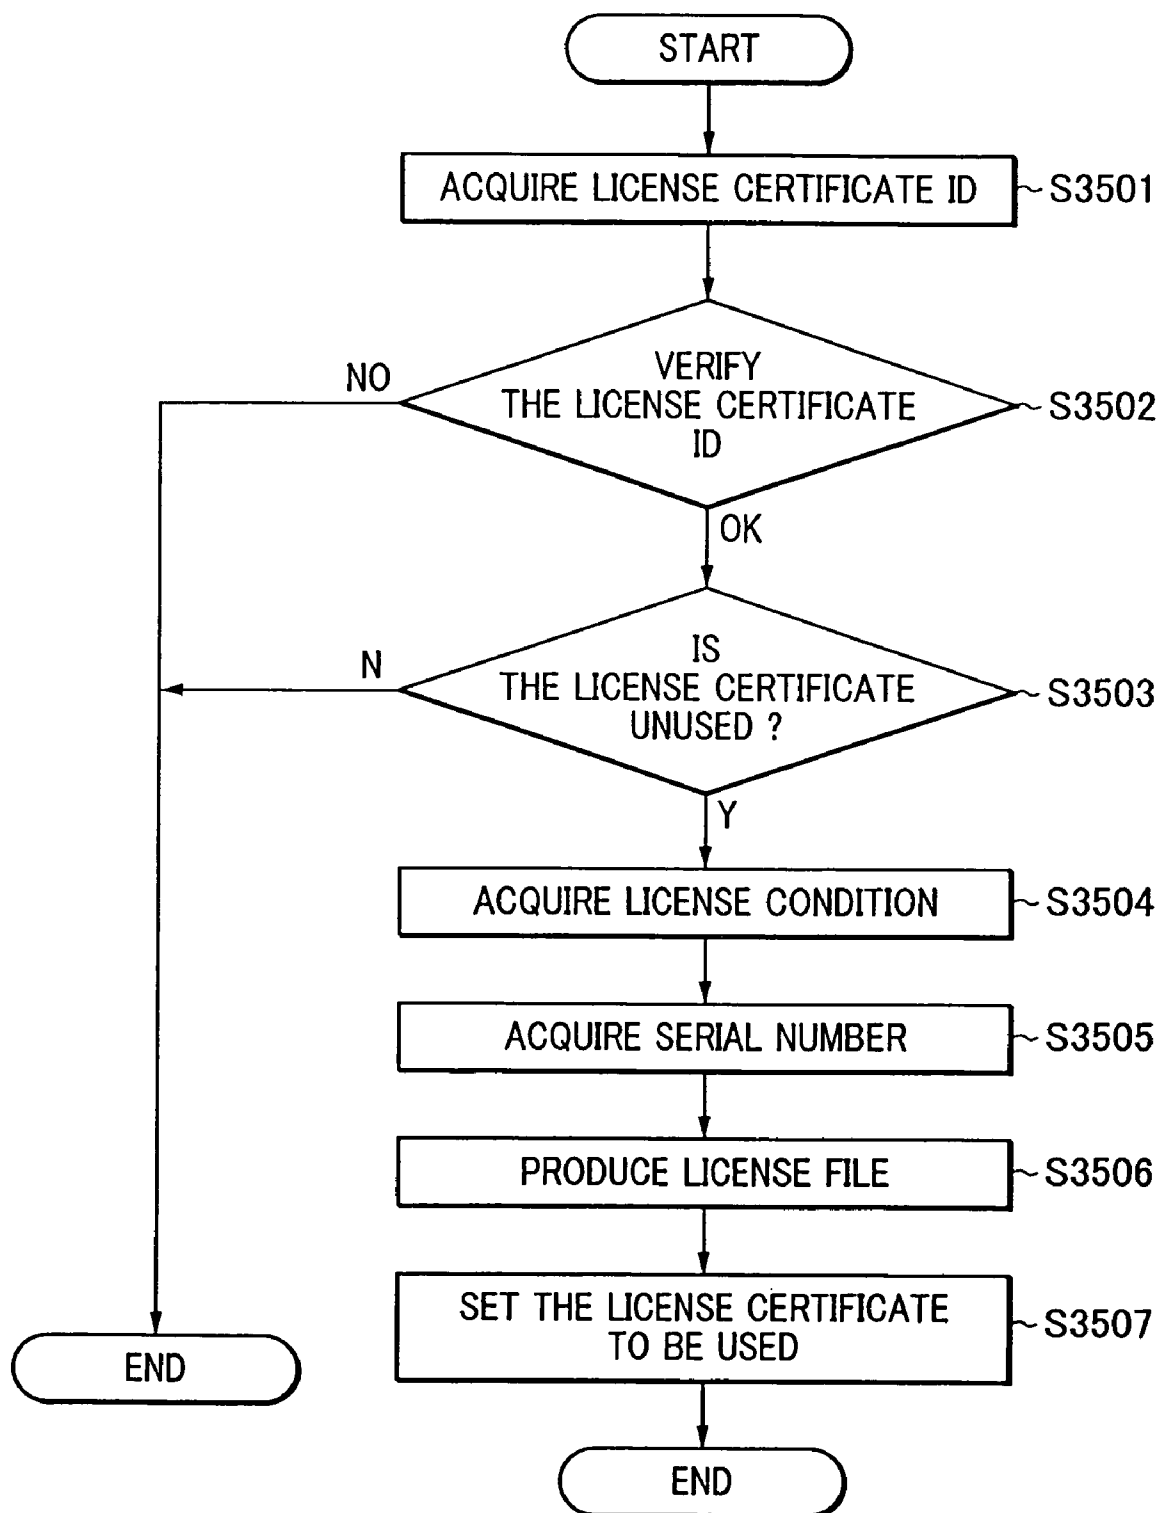 START
ACQUIRE LICENSE CERTIFICATE ID
S3501
VERIFY
THE LICENSE CERTIFICATE
ID
S3502
NO
OK
IS
THE LICENSE CERTIFICATE
UNUSED ?
S3503
N
Y
ACQUIRE LICENSE CONDITION
S3504
ACQUIRE SERIAL NUMBER
S3505
PRODUCE LICENSE FILE
S3506
SET THE LICENSE CERTIFICATE
TO BE USED
S3507
END
END